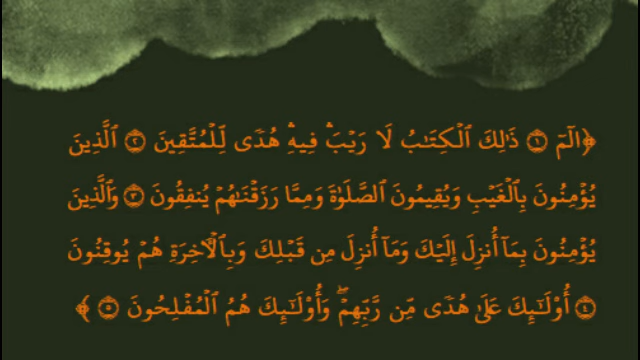 ﴿الٓمٓ ۝١ ذَٰلِكَ ٱلْكِتَـٰبُ لَا رَيْبَ ۛ فِيهِ ۛ هُدًى لِّلْمُتَّقِينَ ۝٢ ٱلَّذِينَ
يُؤْمِنُونَ بِٱلْغَيْبِ وَيُقِيمُونَ ٱلصَّلَوٰةَ وَمِمَّا رَزَقْنَـٰهُمْ يُنفِقُونَ ۝٣ وَٱلَّذِينَ
يُؤْمِنُونَ بِمَآ أُنزِلَ إِلَيْكَ وَمَآ أُنزِلَ مِن قَبْلِكَ وَبِٱلْـَٔاخِرَةِ هُمْ يُوقِنُونَ
۝٤ أُو۟لَـٰٓئِكَ عَلَىٰ هُدًى مِّن رَّبِّهِمْ ۖ وَأُو۟لَـٰٓئِكَ هُمُ ٱلْمُفْلِحُونَ ۝٥ ﴾